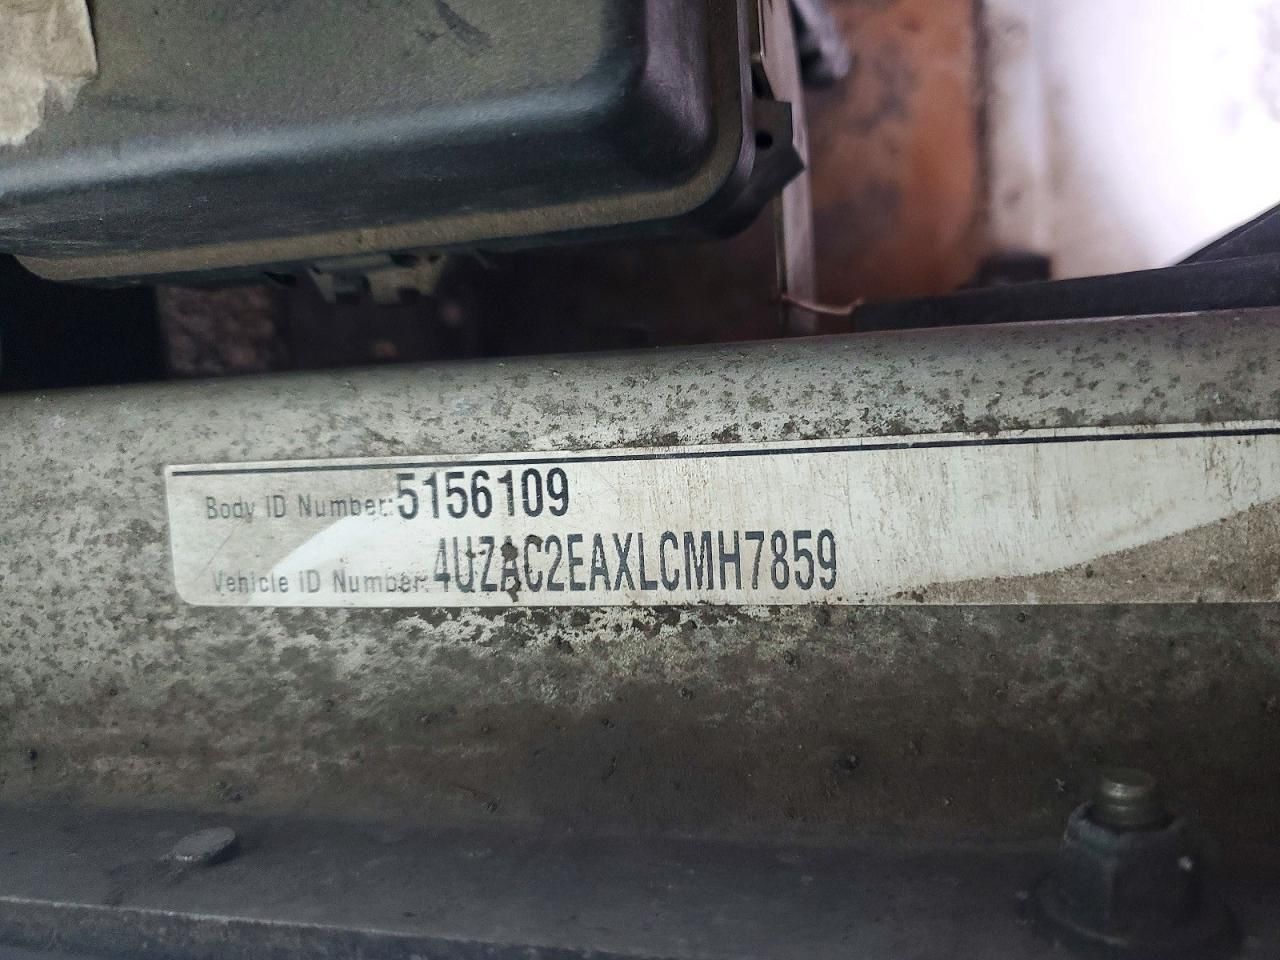 Body ID Number: 5156109
Vehicle ID Number: 4UZAC2EAXLCMH7859